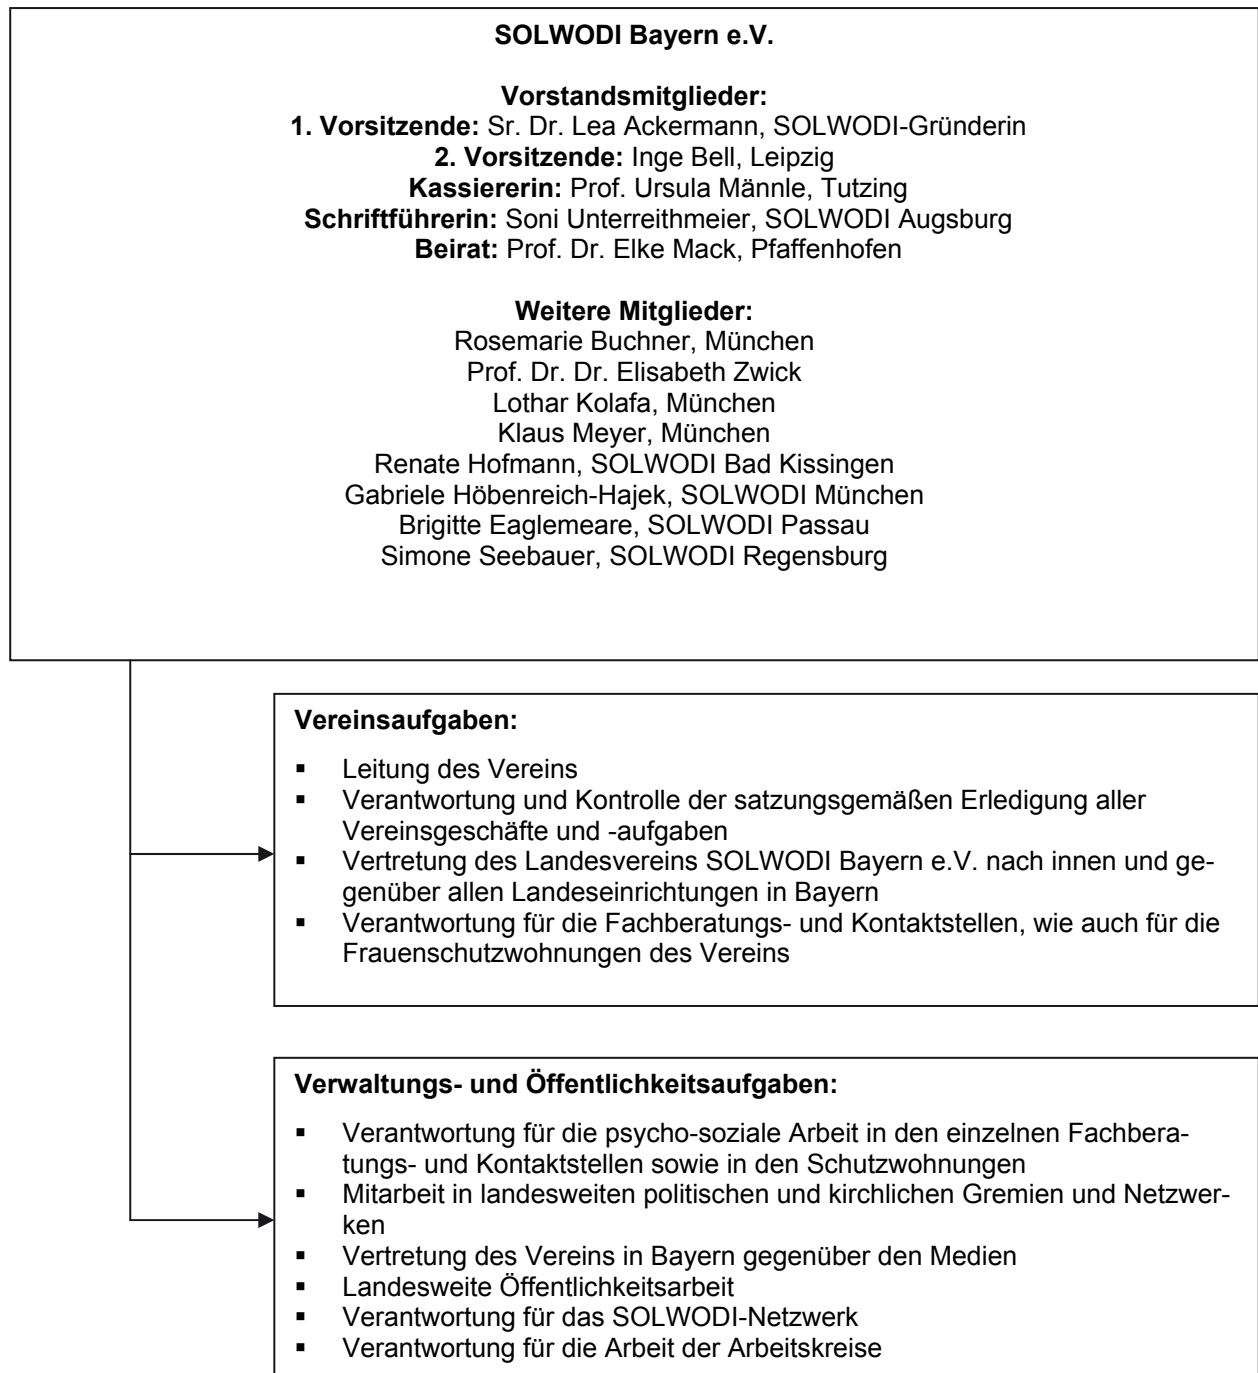 SOLWODI Bayern e.V.
Vorstandsmitglieder:
1. Vorsitzende: Sr. Dr. Lea Ackermann, SOLWODI-Gründerin
2. Vorsitzende: Inge Bell, Leipzig
Kassiererin: Prof. Ursula Männle, Tutzing
Schriftführerin: Soni Unterreithmeier, SOLWODI Augsburg
Beirat: Prof. Dr. Elke Mack, Pfaffenhofen
Weitere Mitglieder:
Rosemarie Buchner, München
Prof. Dr. Dr. Elisabeth Zwick
Lothar Kolafa, München
Klaus Meyer, München
Renate Hofmann, SOLWODI Bad Kissingen
Gabriele Höbenreich-Hajek, SOLWODI München
Brigitte Eaglemeare, SOLWODI Passau
Simone Seebauer, SOLWODI Regensburg
Vereinsaufgaben:
▪ Leitung des Vereins
▪ Verantwortung und Kontrolle der satzungsgemäßen Erledigung aller
Vereinsgeschäfte und -aufgaben
▪ Vertretung des Landesvereins SOLWODI Bayern e.V. nach innen und ge-
genüber allen Landeseinrichtungen in Bayern
▪ Verantwortung für die Fachberatungs- und Kontaktstellen, wie auch für die
Frauenschutzwohnungen des Vereins
Verwaltungs- und Öffentlichkeitsaufgaben:
▪ Verantwortung für die psycho-soziale Arbeit in den einzelnen Fachbera-
tungs- und Kontaktstellen sowie in den Schutzwohnungen
▪ Mitarbeit in landesweiten politischen und kirchlichen Gremien und Netzwer-
ken
▪ Vertretung des Vereins in Bayern gegenüber den Medien
▪ Landesweite Öffentlichkeitsarbeit
▪ Verantwortung für das SOLWODI-Netzwerk
▪ Verantwortung für die Arbeit der Arbeitskreise